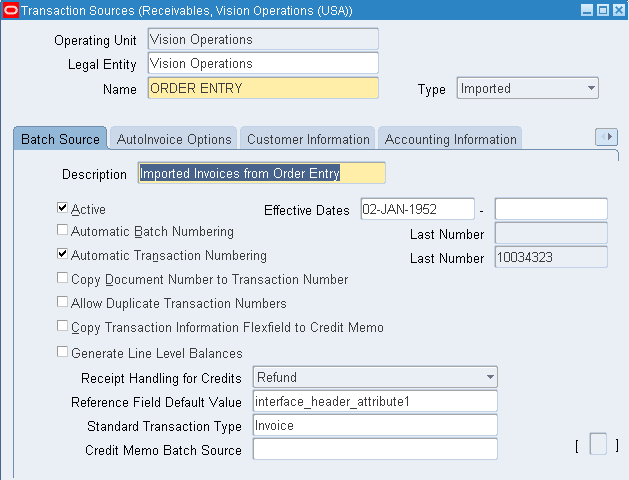 Transaction Sources (Receivables, Vision Operations (USA))
Operating Unit Vision Operations
Legal Entity Vision Operations
Name ORDER ENTRY Type Imported
Batch Source AutoInvoice Options Customer Information Accounting Information
Description Imported Invoices from Order Entry
Active Effective Dates 02-JAN-1952 -
Automatic Batch Numbering Last Number
Automatic Transaction Numbering Last Number 10034323
Copy Document Number to Transaction Number
Allow Duplicate Transaction Numbers
Copy Transaction Information Flexfield to Credit Memo
Generate Line Level Balances
Receipt Handling for Credits Refund
Reference Field Default Value interface_header_attribute1
Standard Transaction Type Invoice
Credit Memo Batch Source [ ]